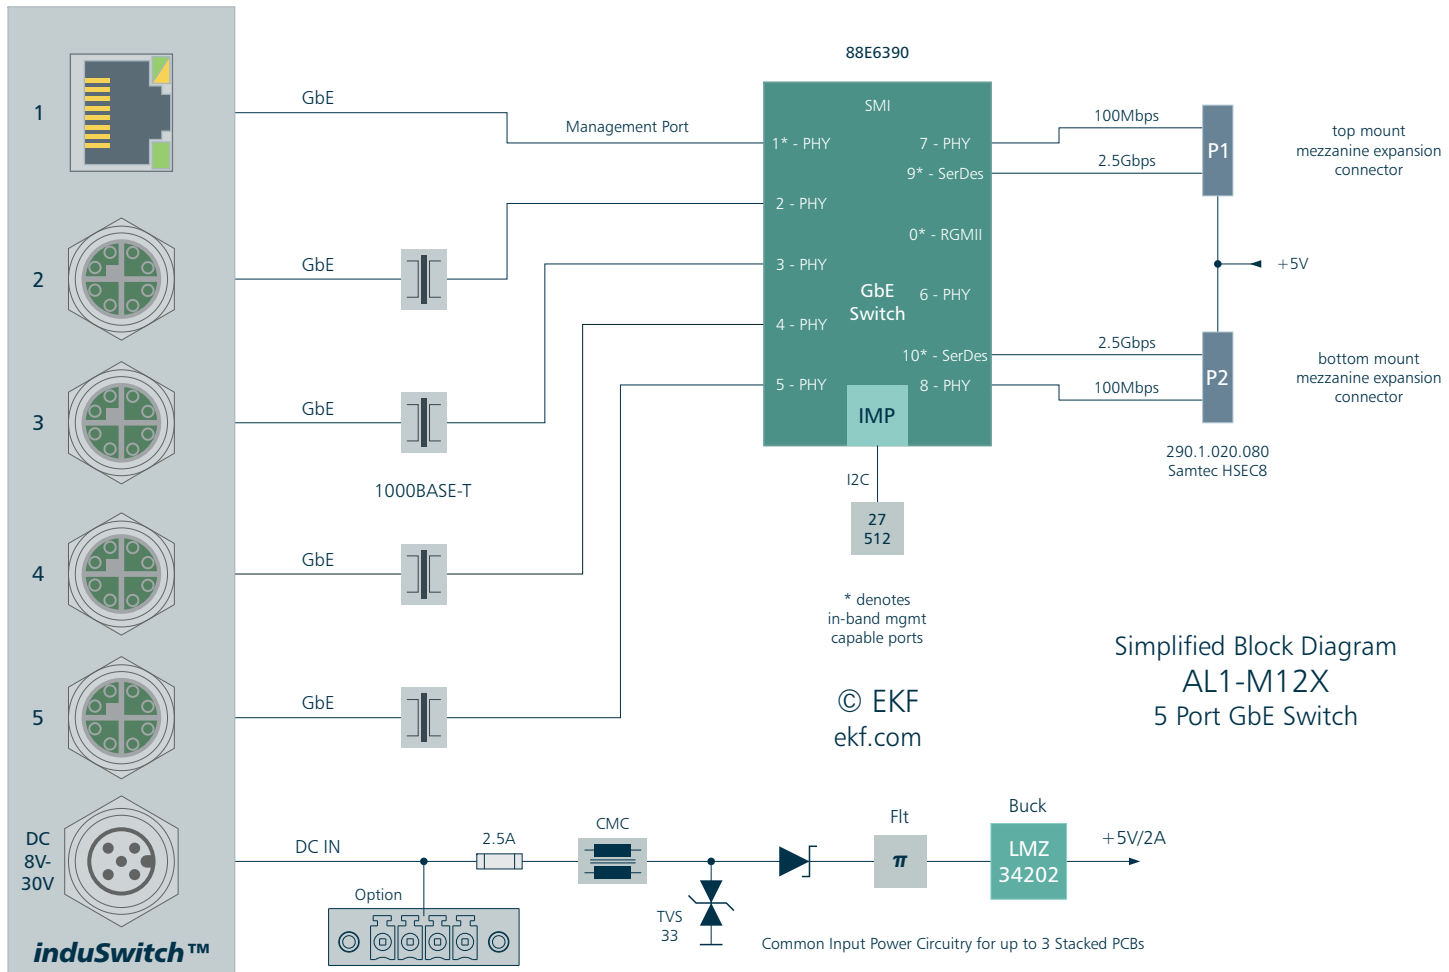 88E6390
1
GbE
Management Port
SMI
1* - PHY
7 - PHY
9* - SerDes
2 - PHY
0* - RGMII
3 - PHY
GbE
Switch
6 - PHY
4 - PHY
10* - SerDes
5 - PHY
8 - PHY
IMP
100Mbps
2.5Gbps
P1
top mount
mezzanine expansion
connector
+5V
2.5Gbps
100Mbps
P2
bottom mount
mezzanine expansion
connector
290.1.020.080
Samtec HSEC8
2
GbE
3
GbE
1000BASE-T
I2C
27
512
4
GbE
* denotes
in-band mgmt
capable ports
5
GbE
© EKF
ekf.com
Simplified Block Diagram
AL1-M12X
5 Port GbE Switch
DC
8V-
30V
DC IN
2.5A
CMC
Option
TVS
33
Flt
π
Buck
LMZ
34202
+5V/2A
Common Input Power Circuitry for up to 3 Stacked PCBs
induSwitch™